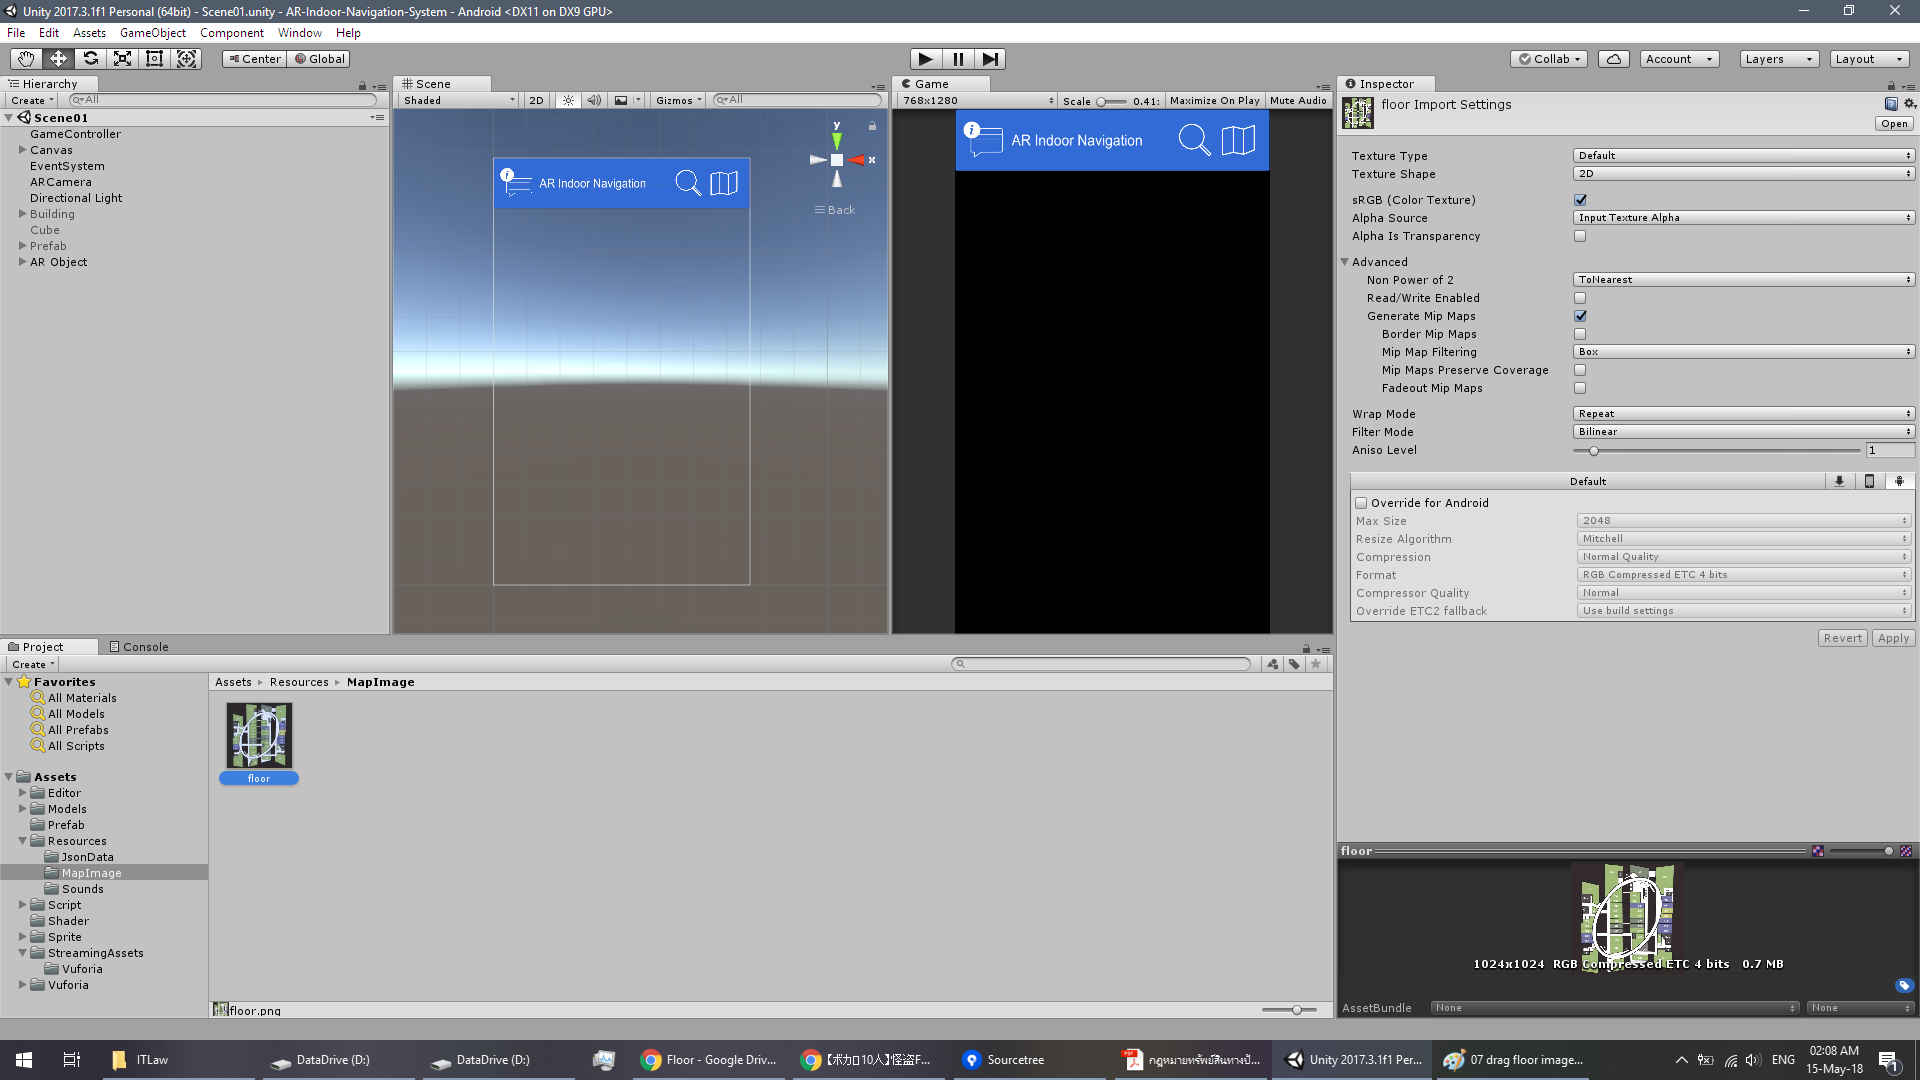 Unity 2017.3.1f1 Personal (64bit) - Scene01.unity - AR-Indoor-Navigation-System - Android <DX11 on DX9 GPU>
File Edit Assets GameObject Component Window Help
Center Global
Collab Account Layers Layout
Hierarchy
Create All
Scene01
GameController
Canvas
EventSystem
ARCamera
Directional Light
Building
Cube
Prefab
AR Object
Scene
Shaded 2D Gizmos All
y
x
Back
AR Indoor Navigation
Game
768x1280 Scale 0.41: Maximize On Play Mute Audio
AR Indoor Navigation
Inspector
floor Import Settings
Open
Texture Type Default
Texture Shape 2D
sRGB (Color Texture)
Alpha Source Input Texture Alpha
Alpha Is Transparency
Advanced
Non Power of 2 ToNearest
Read/Write Enabled
Generate Mip Maps
Border Mip Maps
Mip Map Filtering Box
Mip Maps Preserve Coverage
Fadeout Mip Maps
Wrap Mode Repeat
Filter Mode Bilinear
Aniso Level 1
Default
Override for Android
Max Size 2048
Resize Algorithm Mitchell
Compression Normal Quality
Format RGB Compressed ETC 4 bits
Compressor Quality Normal
Override ETC2 fallback Use build settings
Revert Apply
Project Console
Create
Favorites
All Materials
All Models
All Prefabs
All Scripts
Assets
Editor
Models
Prefab
Resources
JsonData
MapImage
Sounds
Script
Shader
Sprite
StreamingAssets
Vuforia
Vuforia
Assets Resources MapImage
floor
floor.png
floor
1024x1024 RGB Compressed ETC 4 bits 0.7 MB
AssetBundle None None
ITLaw
DataDrive (D:)
DataDrive (D:)
Floor - Google Driv...
【ボカロ10人】怪盗F...
Sourcetree
กฎหมายทรัพย์สินทางปั...
Unity 2017.3.1f1 Per...
07 drag floor image...
ENG
02:08 AM
15-May-18
1